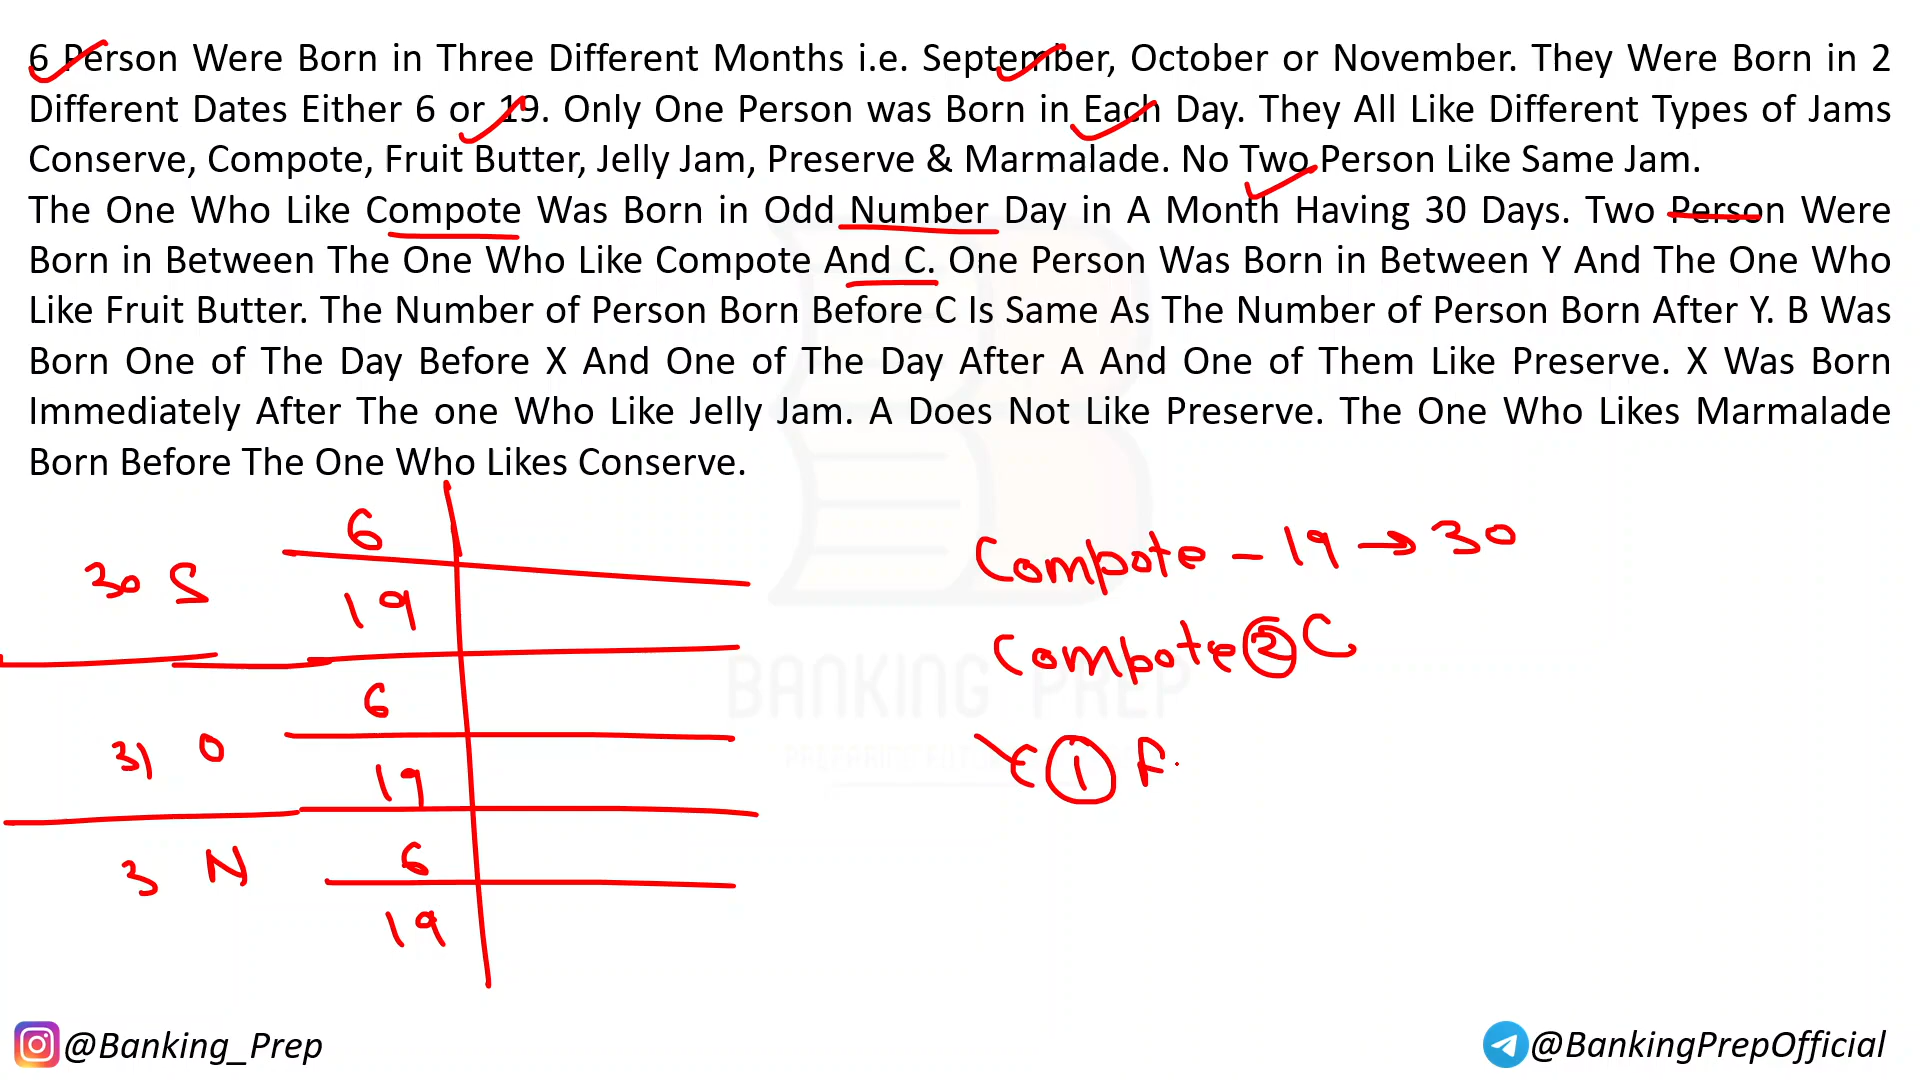 6 Person Were Born in Three Different Months i.e. September, October or November. They Were Born in 2
Different Dates Either 6 or 19. Only One Person was Born in Each Day. They All Like Different Types of Jams
Conserve, Compote, Fruit Butter, Jelly Jam, Preserve & Marmalade. No Two Person Like Same Jam.
The One Who Like Compote Was Born in Odd Number Day in A Month Having 30 Days. Two Person Were
Born in Between The One Who Like Compote And C. One Person Was Born in Between Y And The One Who
Like Fruit Butter. The Number of Person Born Before C Is Same As The Number of Person Born After Y. B Was
Born One of The Day Before X And One of The Day After A And One of Them Like Preserve. X Was Born
Immediately After The one Who Like Jelly Jam. A Does Not Like Preserve. The One Who Likes Marmalade
Born Before The One Who Likes Conserve.
6
30 S
19
6
31 O
19
3 N
6
19
Compote - 19 → 30
Compote 2 C
Y 1 F
BANKING PREP
@Banking_Prep
@BankingPrepOfficial